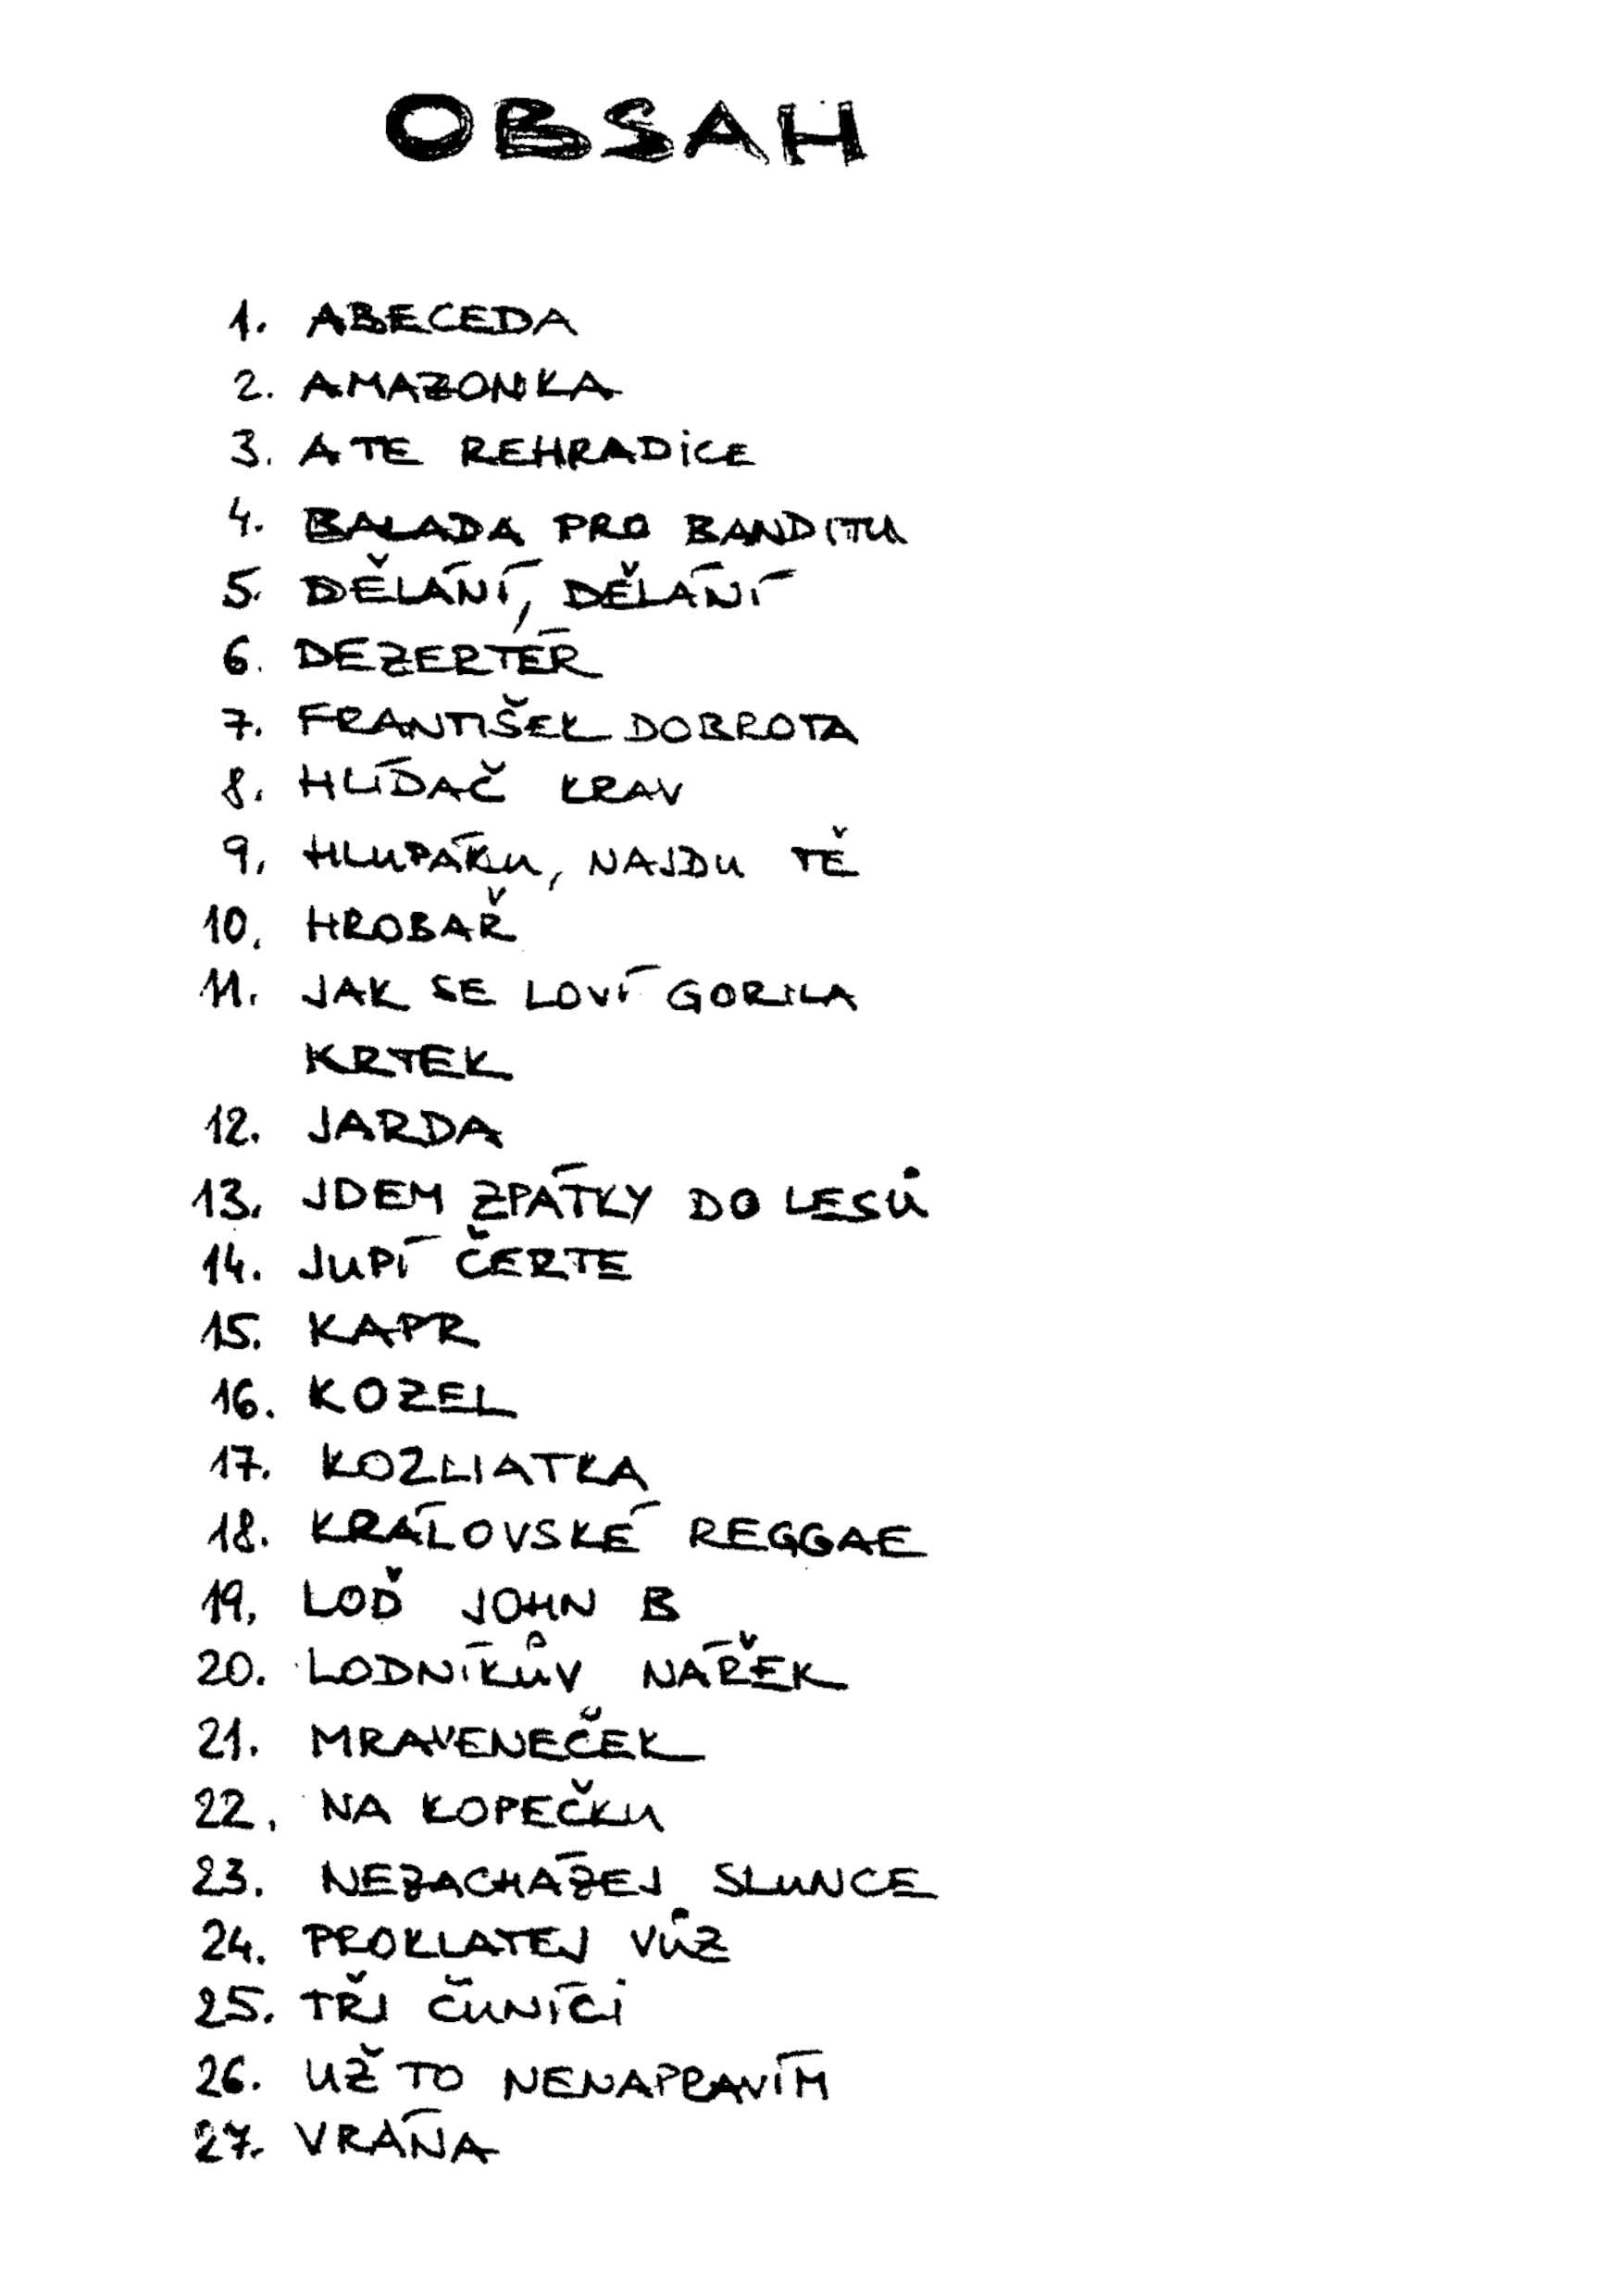 OBSAH
1. ABECEDA
2. AMAZONKA
3. A TE REHRADICE
4. BALADA PRO BANDITU
5. DĚLÁNÍ, DĚLÁNÍ
6. DEZERTÉR
7. FRANTIŠEK DOBROTA
8. HLÍDAČ KRAV
9. HLUPÁKU, NAJDU TĚ
10. HROBAŘ
11. JAK SE LOVÍ GORILA
KRTEK
12. JARDA
13. JDEM ZPÁTKY DO LESŮ
14. JUPÍ ČERTE
15. KAPR
16. KOZEL
17. KOZLIATKA
18. KRÁLOVSKÉ REGGAE
19. LOĎ JOHN B
20. LODNÍKŮV NÁŘEK
21. MRAVENEČEK
22. NA KOPEČKU
23. NEZACHÁZEJ SLUNCE
24. PROKLATEJ VŮZ
25. TŘI ČUNÍCI
26. UŽ TO NENAPRAVÍM
27. VRÁNA